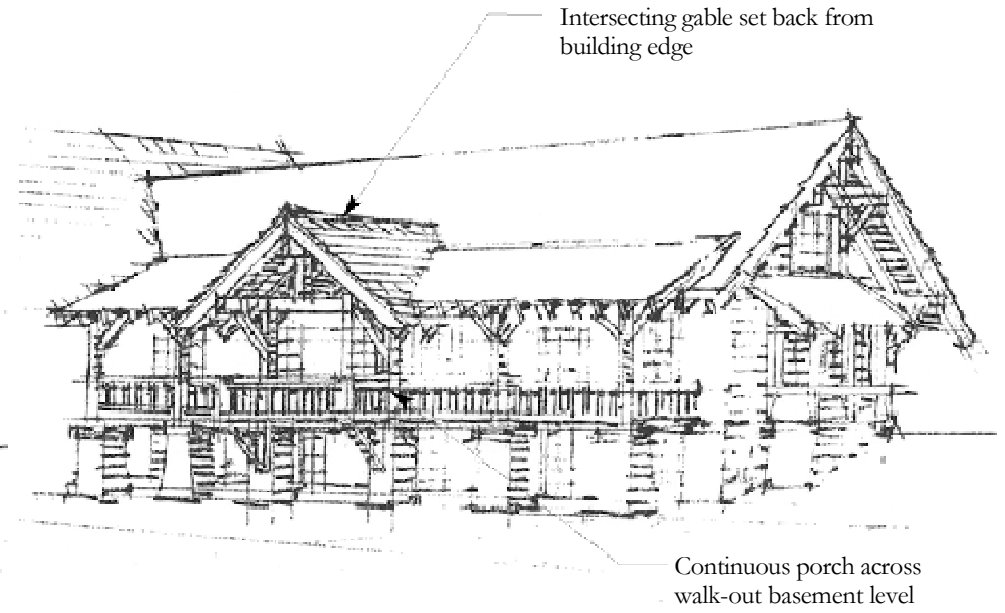 Intersecting gable set back from
building edge
Continuous porch across
walk-out basement level